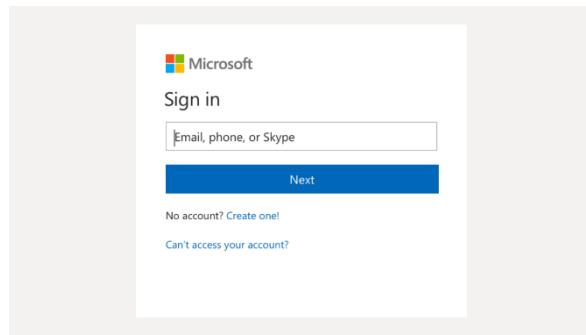 Microsoft
Sign in
Email, phone, or Skype
Next
No account? Create one!
Can't access your account?